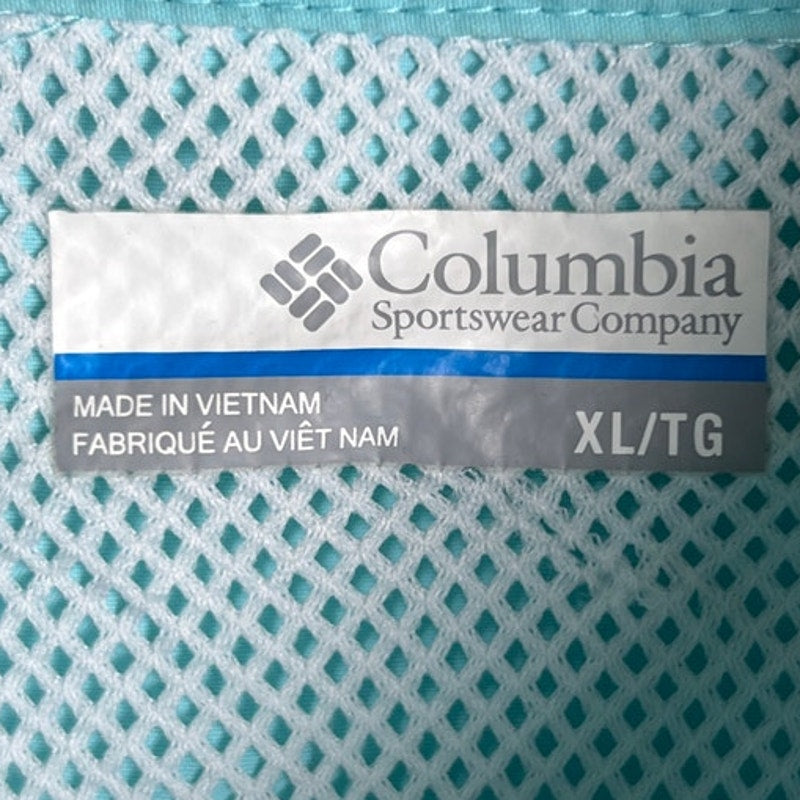 Columbia
Sportswear Company
MADE IN VIETNAM
FABRIQUÉ AU VIÊT NAM
XL/TG